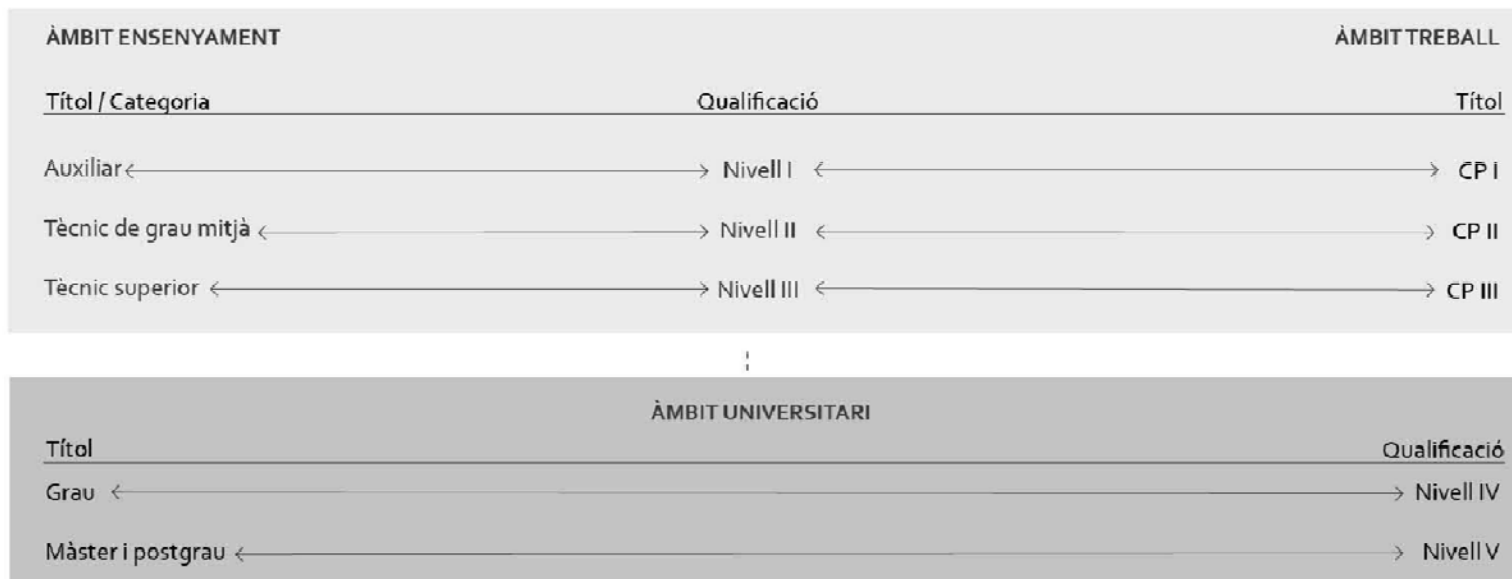 ÀMBIT ENSENYAMENT ÀMBIT TREBALL
Títol / Categoria Qualificació Títol
Auxiliar Nivell I CP I
Tècnic de grau mitjà Nivell II CP II
Tècnic superior Nivell III CP III
ÀMBIT UNIVERSITARI
Títol Qualificació
Grau Nivell IV
Màster i postgrau Nivell V